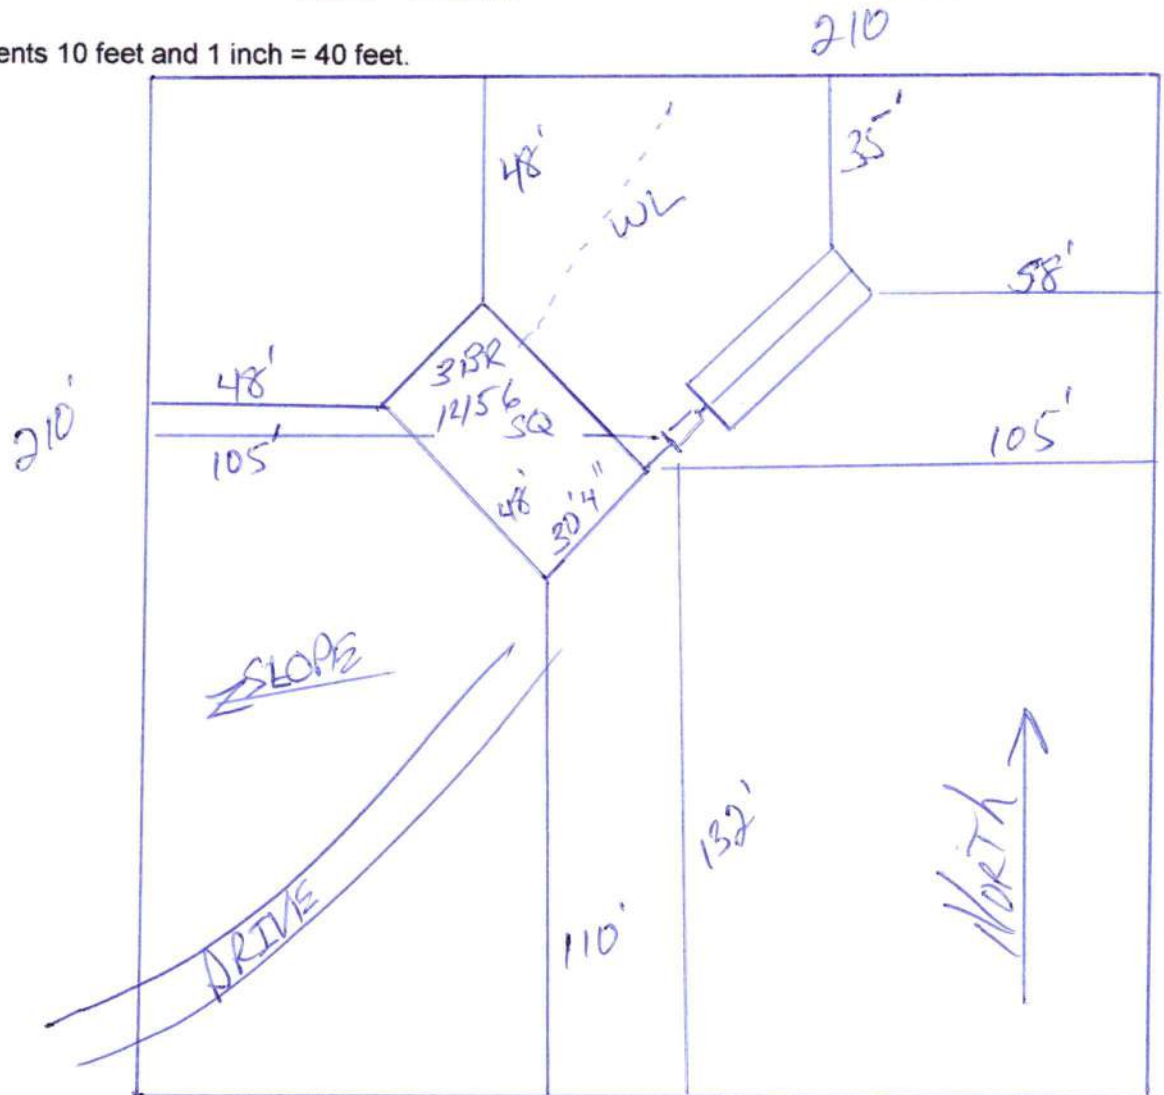 ents 10 feet and 1 inch = 40 feet.
210
48'
35'
WL
58'
3BR
SQ
48'
210'
105'
105'
48'
30'4"
SLOPE
132'
NORTH
DRIVE
110'